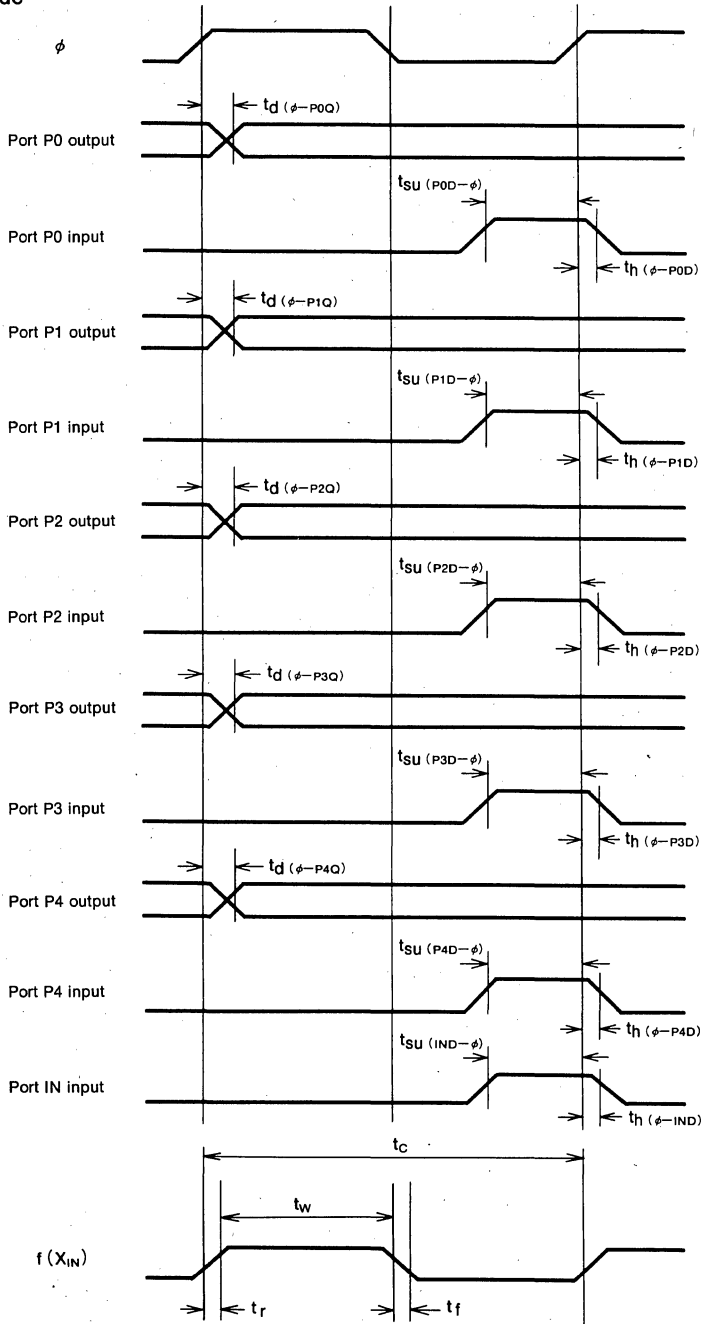 φ
td (φ−P0Q)
Port P0 output
tsu (P0D−φ)
Port P0 input
th (φ−P0D)
td (φ−P1Q)
Port P1 output
tsu (P1D−φ)
Port P1 input
th (φ−P1D)
td (φ−P2Q)
Port P2 output
tsu (P2D−φ)
Port P2 input
th (φ−P2D)
td (φ−P3Q)
Port P3 output
tsu (P3D−φ)
Port P3 input
th (φ−P3D)
td (φ−P4Q)
Port P4 output
tsu (P4D−φ)
Port P4 input
th (φ−P4D)
tsu (IND−φ)
Port IN input
th (φ−IND)
tc
tw
f (XIN)
tr
tf